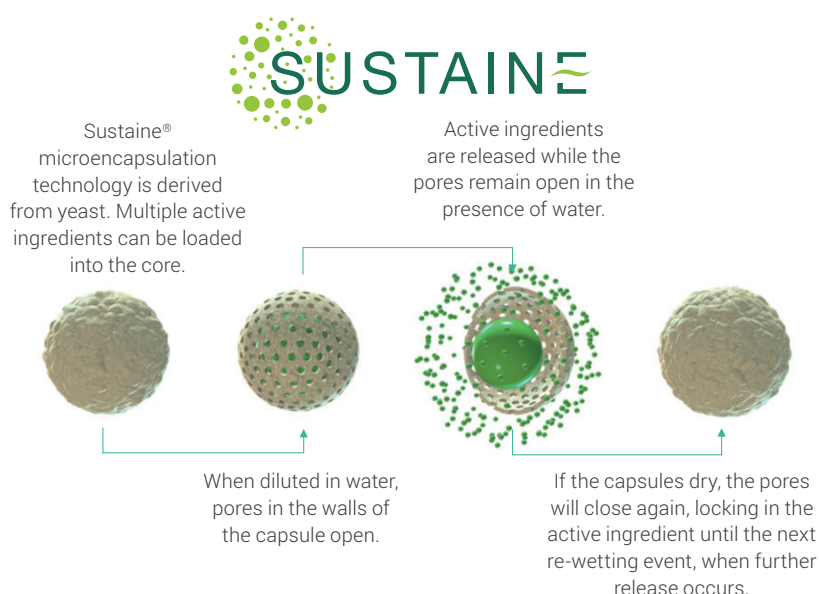 SUSTAINE
Sustaine®
microencapsulation
technology is derived
from yeast. Multiple active
ingredients can be loaded
into the core.
Active ingredients
are released while the
pores remain open in the
presence of water.
When diluted in water,
pores in the walls of
the capsule open.
If the capsules dry, the pores
will close again, locking in the
active ingredient until the next
re-wetting event, when further
release occurs.